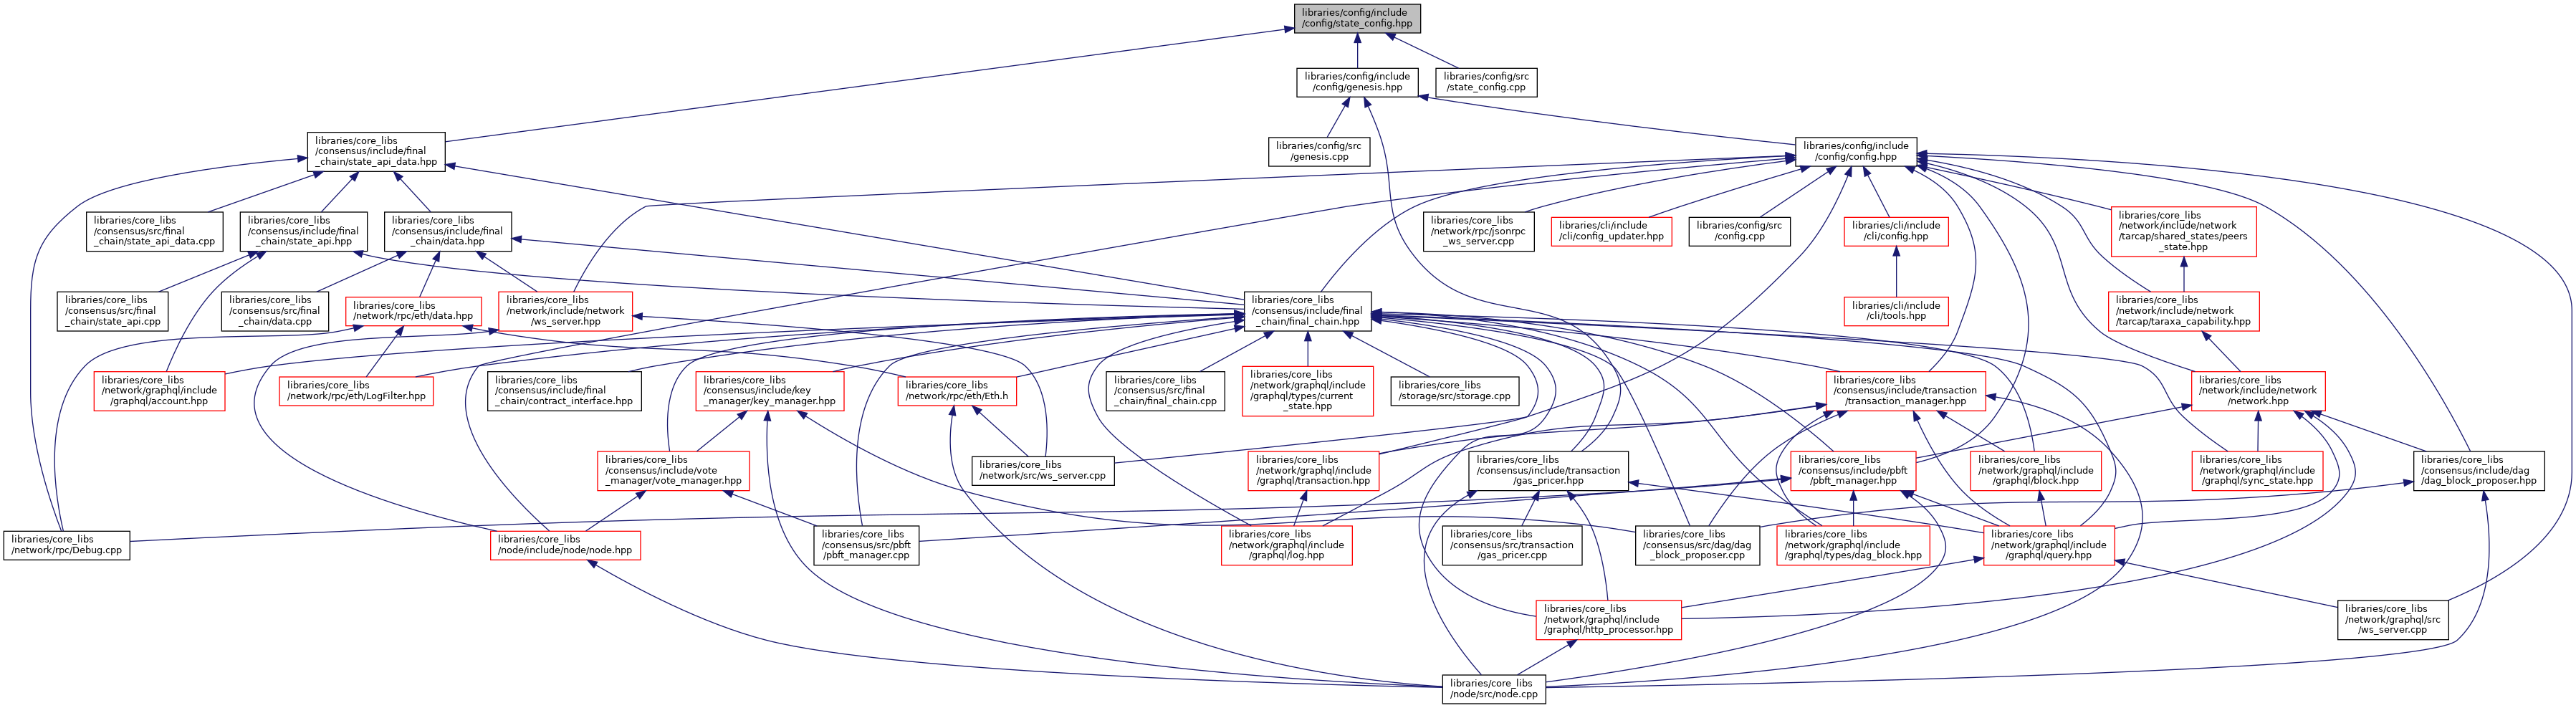 libraries/config/include
/config/state_config.hpp
libraries/config/include
/config/genesis.hpp
libraries/config/src
/state_config.cpp
libraries/core_libs
/consensus/include/final
_chain/state_api_data.hpp
libraries/config/src
/genesis.cpp
libraries/config/include
/config/config.hpp
libraries/core_libs
/consensus/src/final
_chain/state_api_data.cpp
libraries/core_libs
/consensus/include/final
_chain/state_api.hpp
libraries/core_libs
/consensus/include/final
_chain/data.hpp
libraries/core_libs
/network/rpc/jsonrpc
_ws_server.cpp
libraries/cli/include
/cli/config_updater.hpp
libraries/config/src
/config.cpp
libraries/cli/include
/cli/config.hpp
libraries/core_libs
/network/include/network
/tarcap/shared_states/peers
_state.hpp
libraries/core_libs
/consensus/src/final
_chain/state_api.cpp
libraries/core_libs
/consensus/src/final
_chain/data.cpp
libraries/core_libs
/network/rpc/eth/data.hpp
libraries/core_libs
/network/include/network
/ws_server.hpp
libraries/core_libs
/consensus/include/final
_chain/final_chain.hpp
libraries/cli/include
/cli/tools.hpp
libraries/core_libs
/network/include/network
/tarcap/taraxa_capability.hpp
libraries/core_libs
/network/graphql/include
/graphql/account.hpp
libraries/core_libs
/network/rpc/eth/LogFilter.hpp
libraries/core_libs
/consensus/include/final
_chain/contract_interface.hpp
libraries/core_libs
/consensus/include/key
_manager/key_manager.hpp
libraries/core_libs
/network/rpc/eth/Eth.h
libraries/core_libs
/consensus/src/final
_chain/final_chain.cpp
libraries/core_libs
/network/graphql/include
/graphql/types/current
_state.hpp
libraries/core_libs
/storage/src/storage.cpp
libraries/core_libs
/consensus/include/transaction
/transaction_manager.hpp
libraries/core_libs
/network/include/network
/network.hpp
libraries/core_libs
/consensus/include/vote
_manager/vote_manager.hpp
libraries/core_libs
/network/src/ws_server.cpp
libraries/core_libs
/network/graphql/include
/graphql/transaction.hpp
libraries/core_libs
/consensus/include/transaction
/gas_pricer.hpp
libraries/core_libs
/consensus/include/pbft
/pbft_manager.hpp
libraries/core_libs
/network/graphql/include
/graphql/block.hpp
libraries/core_libs
/network/graphql/include
/graphql/sync_state.hpp
libraries/core_libs
/consensus/include/dag
/dag_block_proposer.hpp
libraries/core_libs
/network/rpc/Debug.cpp
libraries/core_libs
/node/include/node/node.hpp
libraries/core_libs
/consensus/src/pbft
/pbft_manager.cpp
libraries/core_libs
/network/graphql/include
/graphql/log.hpp
libraries/core_libs
/consensus/src/transaction
/gas_pricer.cpp
libraries/core_libs
/consensus/src/dag/dag
_block_proposer.cpp
libraries/core_libs
/network/graphql/include
/graphql/types/dag_block.hpp
libraries/core_libs
/network/graphql/include
/graphql/query.hpp
libraries/core_libs
/network/graphql/include
/graphql/http_processor.hpp
libraries/core_libs
/network/graphql/src
/ws_server.cpp
libraries/core_libs
/node/src/node.cpp